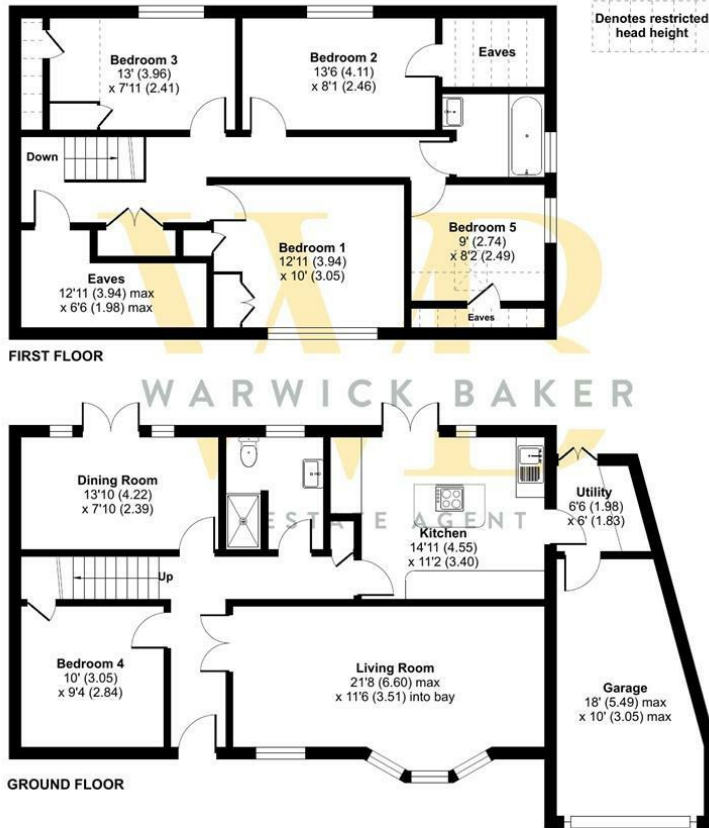 Denotes restricted
head height
Bedroom 3
13' (3.96)
x 7'11 (2.41)
Bedroom 2
13'6 (4.11)
x 8'1 (2.46)
Eaves
Down
Bedroom 1
12'11 (3.94)
x 10' (3.05)
Bedroom 5
9' (2.74)
x 8'2 (2.49)
Eaves
12'11 (3.94) max
x 6'6 (1.98) max
Eaves
FIRST FLOOR
WARWICK BAKER
ESTATE AGENT
Dining Room
13'10 (4.22)
x 7'10 (2.39)
Kitchen
14'11 (4.55)
x 11'2 (3.40)
Utility
6'6 (1.98)
x 6' (1.83)
Up
Bedroom 4
10' (3.05)
x 9'4 (2.84)
Living Room
21'8 (6.60) max
x 11'6 (3.51) into bay
Garage
18' (5.49) max
x 10' (3.05) max
GROUND FLOOR